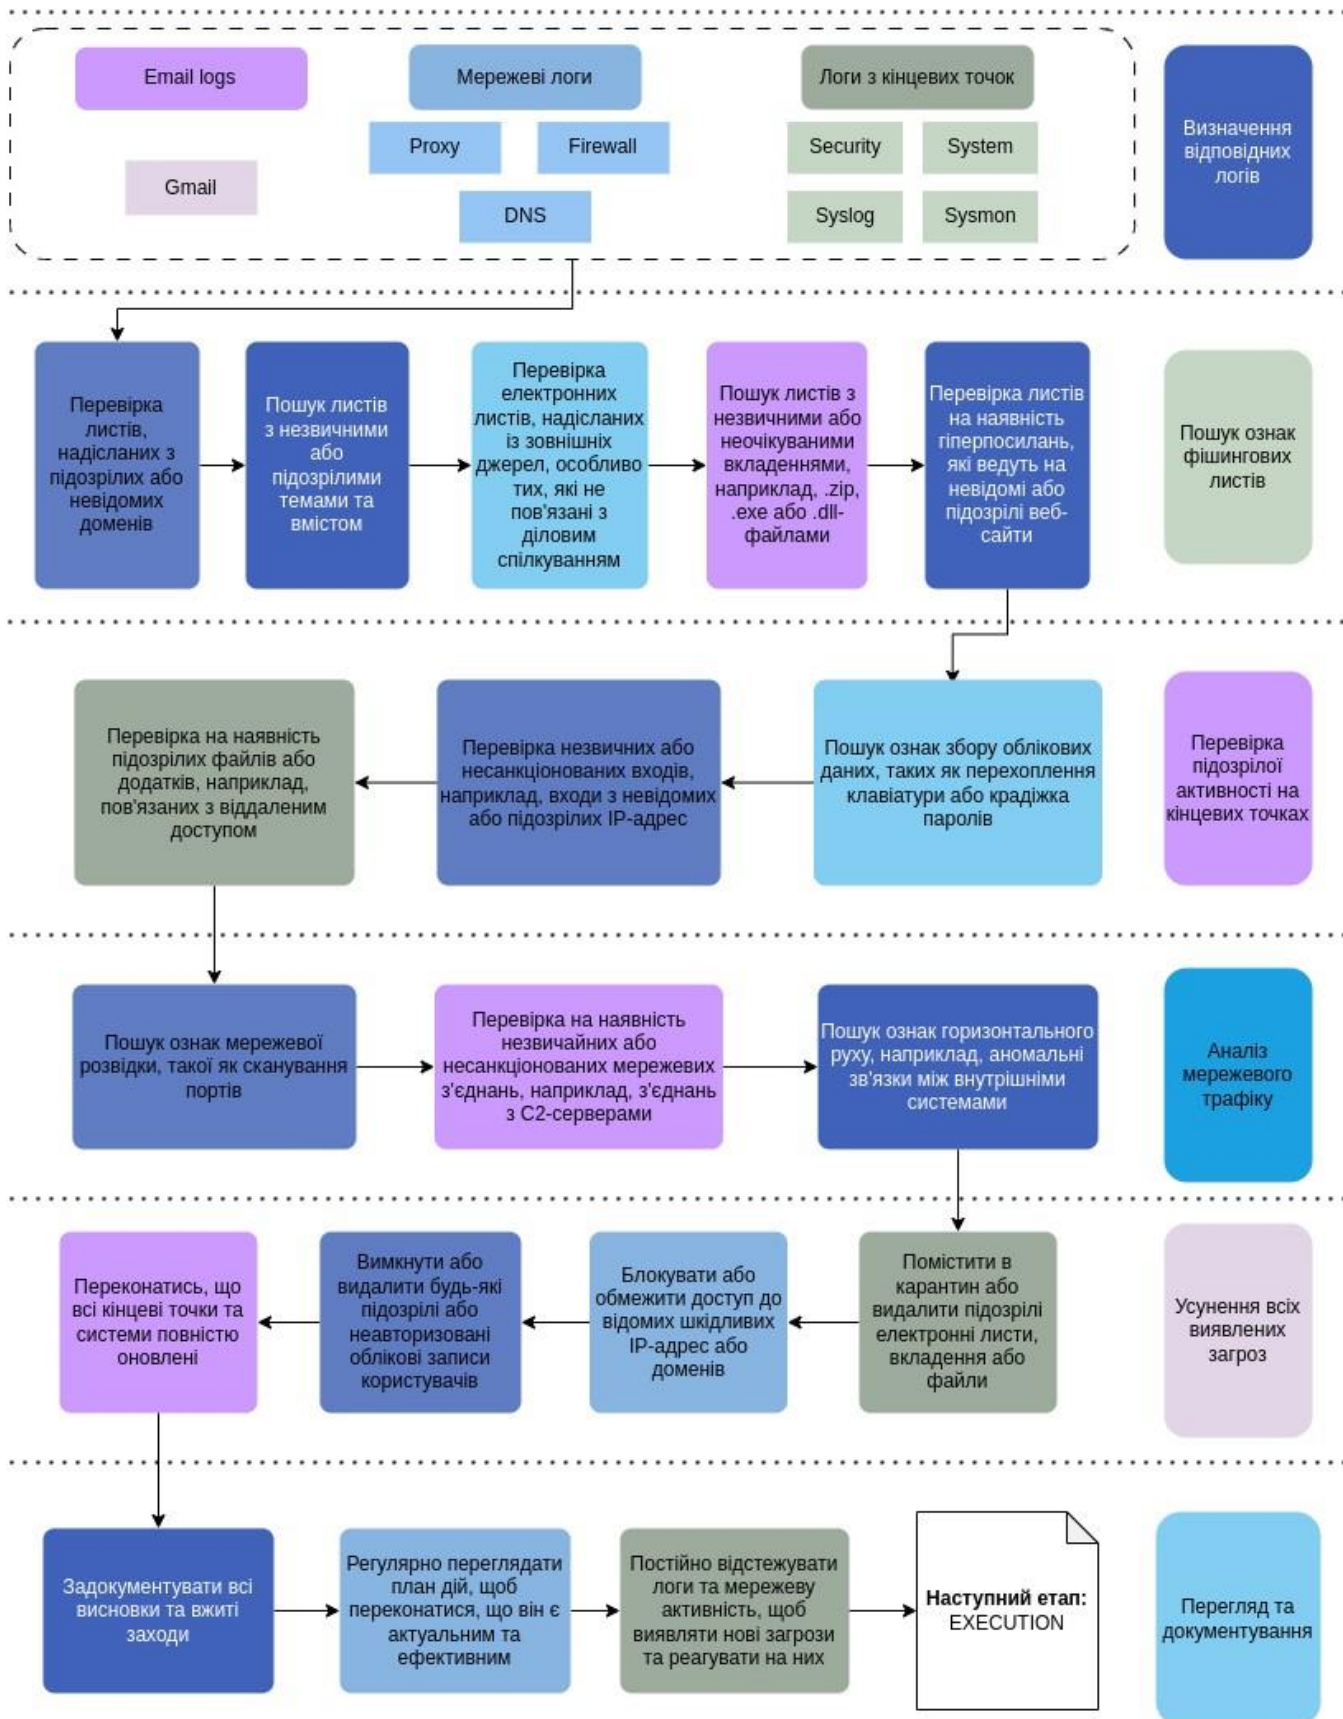 Email logs
Мережеві логи
Логи з кінцевих точок
Gmail
Proxy
Firewall
DNS
Security
System
Syslog
Sysmon
Визначення
відповідних
логів
Перевірка
листів,
надісланих з
підозрілих або
невідомих
доменів
Пошук листів
з незвичними
або
підозрілими
темами та
вмістом
Перевірка
електронних
листів, надісланих
із зовнішніх
джерел, особливо
тих, які не
пов'язані з
діловим
спілкуванням
Пошук листів з
незвичними або
неочікуваними
вкладеннями,
наприклад, .zip,
.exe або .dll-
файлами
Перевірка листів
на наявність
гіперпосилань,
які ведуть на
невідомі або
підозрілі веб-
сайти
Пошук ознак
фішингових
листів
Перевірка на наявність
підозрілих файлів або
додатків, наприклад,
пов'язаних з віддаленим
доступом
Перевірка незвичних або
несанкціонованих входів,
наприклад, входи з невідомих
або підозрілих IP-адрес
Пошук ознак збору облікових
даних, таких як перехоплення
клавіатури або крадіжка
паролів
Перевірка
підозрілої
активності на
кінцевих точках
Пошук ознак мережевої
розвідки, такої як сканування
портів
Перевірка на наявність
незвичайних або
несанкціонованих мережевих
з'єднань, наприклад, з'єднань
з C2-серверами
Пошук ознак горизонтального
руху, наприклад, аномальні
зв'язки між внутрішніми
системами
Аналіз
мережевого
трафіку
Переконатись, що
всі кінцеві точки та
системи повністю
оновлені
Вимкнути або
видалити будь-які
підозрілі або
неавторизовані
облікові записи
користувачів
Блокувати або
обмежити доступ до
відомих шкідливих
IP-адрес або
доменів
Помістити в
карантин або
видалити підозрілі
електронні листи,
вкладення або
файли
Усунення всіх
виявлених
загроз
Задокументувати всі
висновки та вжиті
заходи
Регулярно переглядати
план дій, щоб
переконатися, що він є
актуальним та
ефективним
Постійно відстежувати
логи та мережеву
активність, щоб
виявляти нові загрози
та реагувати на них
Наступний етап:
EXECUTION
Перегляд та
документування